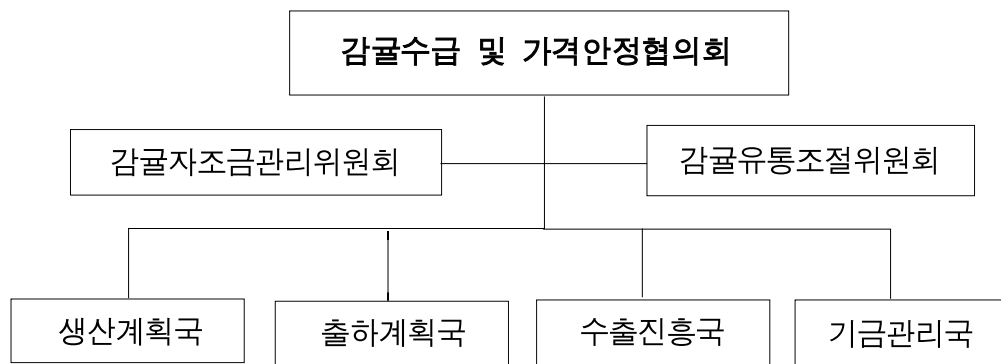 감귤수급 및 가격안정협의회
감귤자조금관리위원회
감귤유통조절위원회
생산계획국
출하계획국
수출진흥국
기금관리국